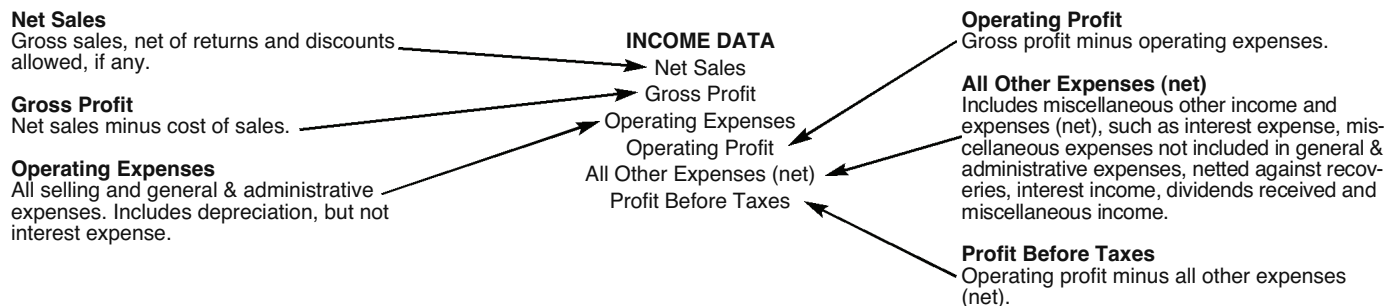 Net Sales
Gross sales, net of returns and discounts
allowed, if any.
Gross Profit
Net sales minus cost of sales.
Operating Expenses
All selling and general & administrative
expenses. Includes depreciation, but not
interest expense.
INCOME DATA
Net Sales
Gross Profit
Operating Expenses
Operating Profit
All Other Expenses (net)
Profit Before Taxes
Operating Profit
Gross profit minus operating expenses.
All Other Expenses (net)
Includes miscellaneous other income and
expenses (net), such as interest expense, mis-
cellaneous expenses not included in general &
administrative expenses, netted against recov-
eries, interest income, dividends received and
miscellaneous income.
Profit Before Taxes
Operating profit minus all other expenses
(net).